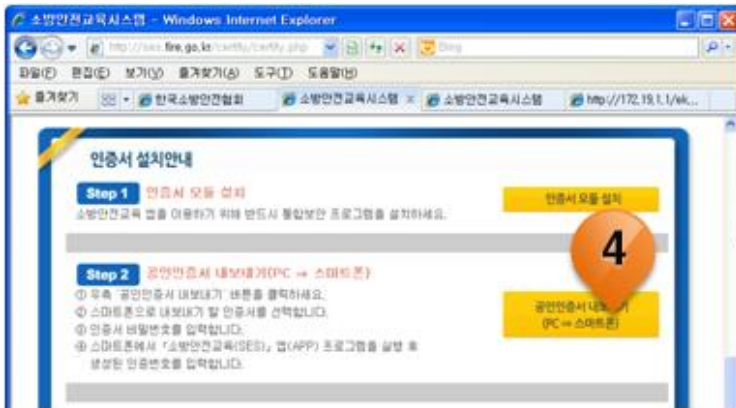 소방안전교육시스템 - Windows Internet Explorer
fire.go.kr/certify/certify.php
Bing
파일(F) 편집(E) 보기(V) 즐겨찾기(A) 도구(T) 도움말(H)
즐겨찾기 한국소방안전협회 소방안전교육시스템 소방안전교육시스템 http://172.19.1.1/ek...
인증서 설치안내
Step 1 인증서 모듈 설치
인증서 모듈 설치
소방안전교육 앱을 이용하기 위해 반드시 통합보안 프로그램을 설치하세요.
4
Step 2 공인인증서 내보내기(PC → 스마트폰)
① 우측 '공인인증서 내보내기' 버튼을 클릭하세요.
② 스마트폰으로 내보내기 할 인증서를 선택합니다.
③ 인증서 비밀번호를 입력합니다.
④ 스마트폰에서 「소방안전교육(SES)」 앱(APP) 프로그램을 실행 후
생성된 인증번호를 입력합니다.
공인인증서 내보기
(PC → 스마트폰)